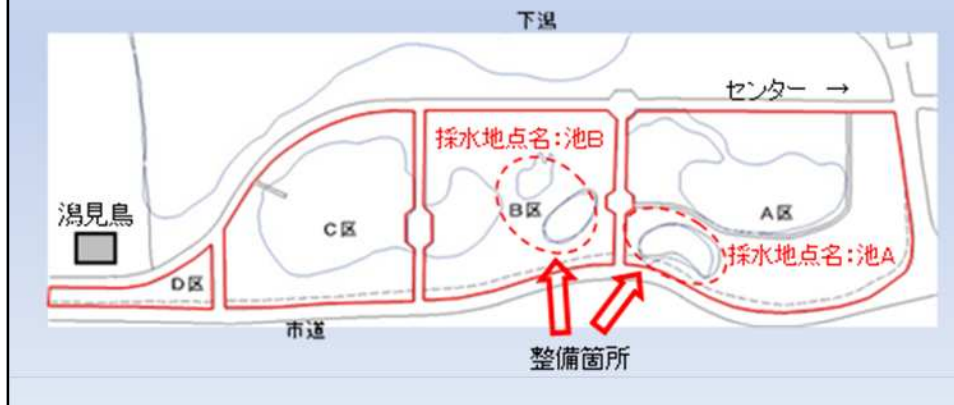 下潟
センター →
採水地点名:池B
潟見鳥
B区
A区
C区
採水地点名:池A
D区
市道
整備箇所